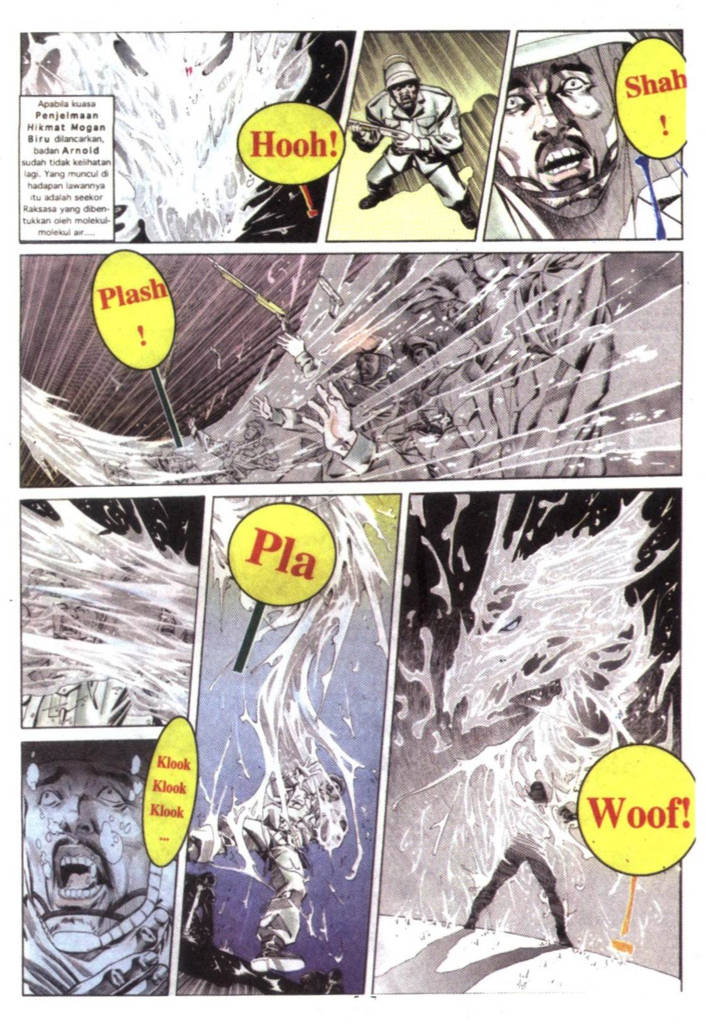 Apabila kuasa
Penjelmaan
Hikmat Mogan
Biru dilancarkan,
badan Arnold
sudah tidak kelihatan
lagi. Yang muncul di
hadapan lawannya
itu adalah seekor
Raksasa yang diben-
tukkan oleh molekul-
molekul air.....
Hooh!
Shah
!
Plash
!
Pla
Klook
Klook
Klook
...
Woof!